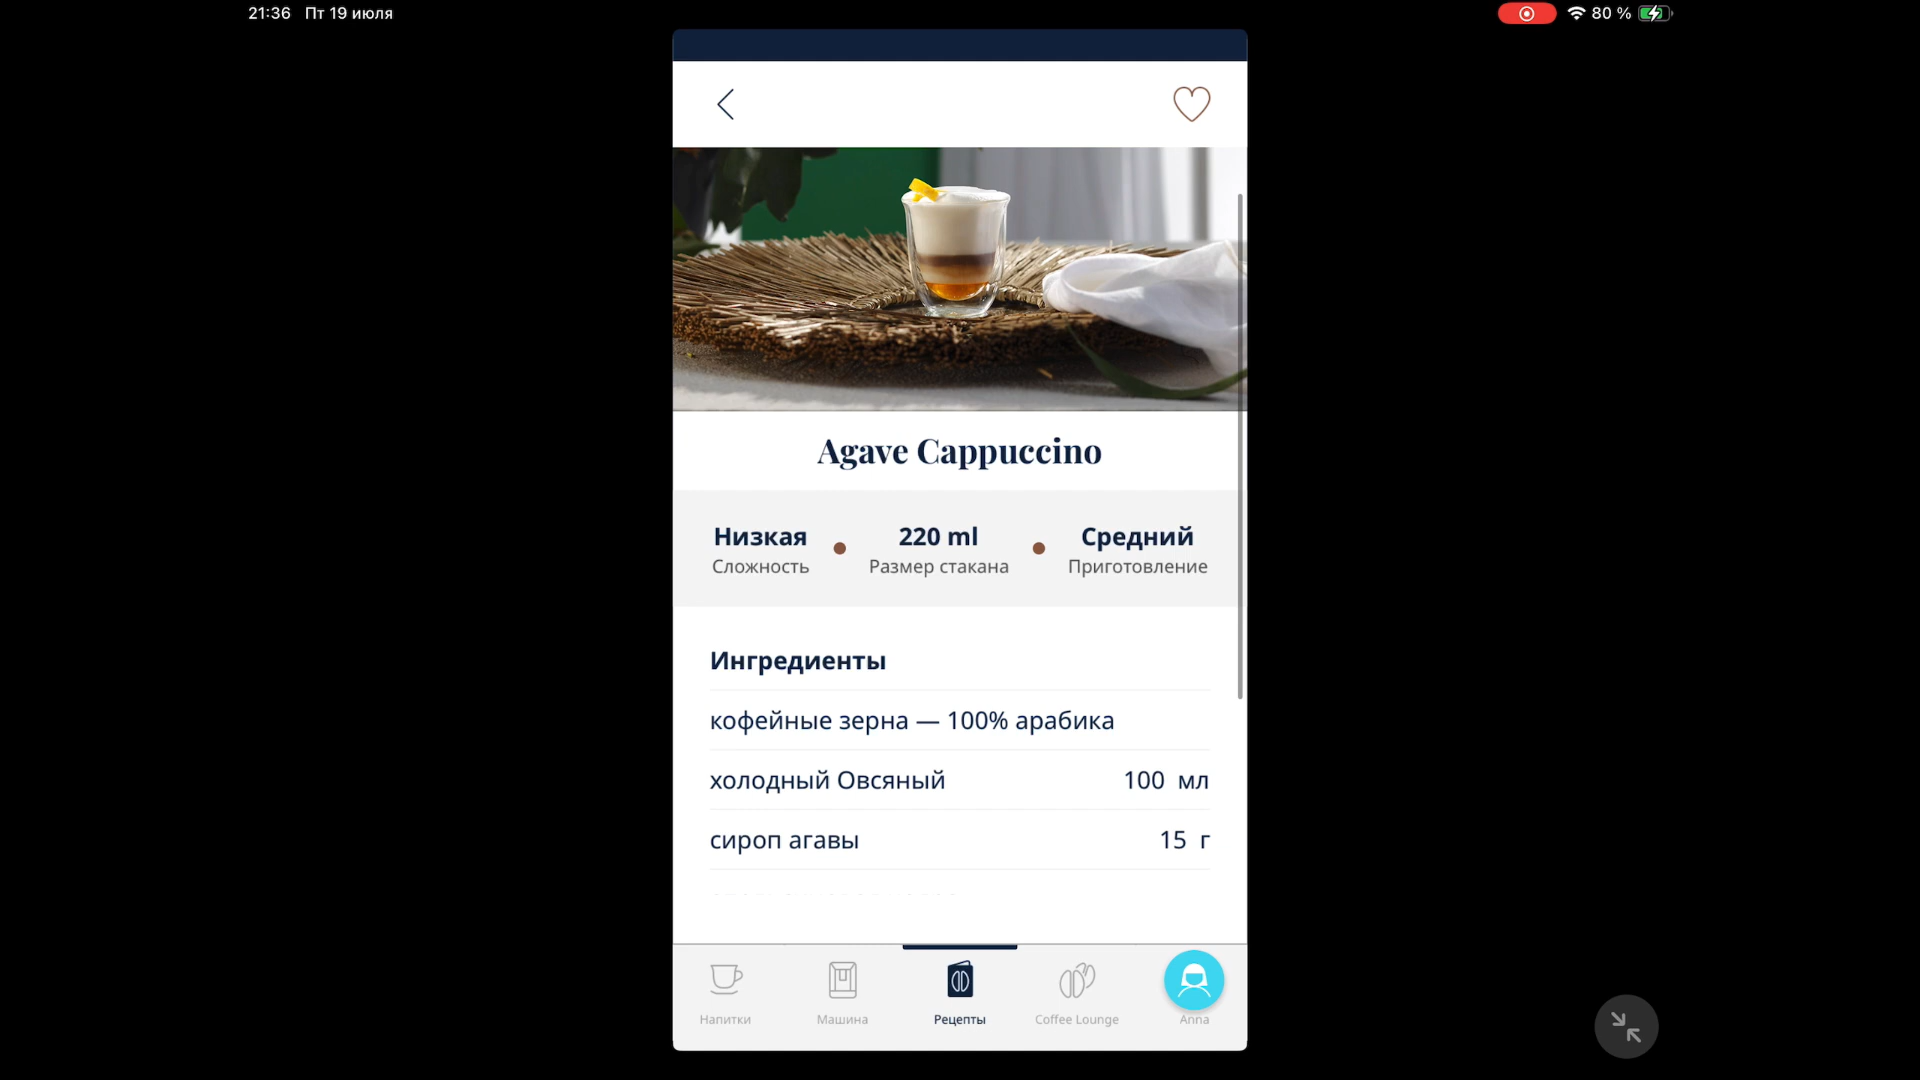 21:36 Пт 19 июля
80 %
Agave Cappuccino
Низкая
Сложность
220 ml
Размер стакана
Средний
Приготовление
Ингредиенты
кофейные зерна — 100% арабика
холодный Овсяный 100 мл
сироп агавы 15 г
Напитки
Машина
Рецепты
Coffee Lounge
Anna